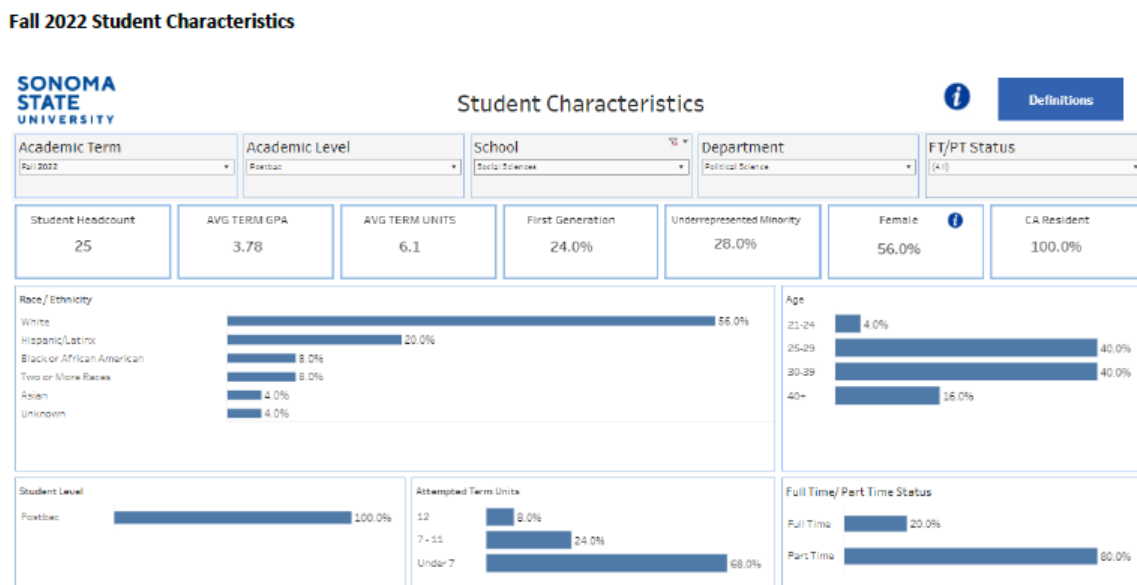 Fall 2022 Student Characteristics
SONOMA
STATE
UNIVERSITY
Student Characteristics
i
Definitions
Academic Term
Fall 2022
Academic Level
Postbac
School
Social Sciences
Department
Political Science
FT/PT Status
(All)
Student Headcount
25
AVG TERM GPA
3.78
AVG TERM UNITS
6.1
First Generation
24.0%
Underrepresented Minority
28.0%
Female i
56.0%
CA Resident
100.0%
Race/ Ethnicity
White 56.0%
Hispanic/Latinx 20.0%
Black or African American 8.0%
Two or More Races 8.0%
Asian 4.0%
Unknown 4.0%
Age
21-24 4.0%
25-29 40.0%
30-39 40.0%
40+ 16.0%
Student Level
Postbac 100.0%
Attempted Term Units
12 8.0%
7 - 11 24.0%
Under 7 68.0%
Full Time/ Part Time Status
Full Time 20.0%
Part Time 80.0%